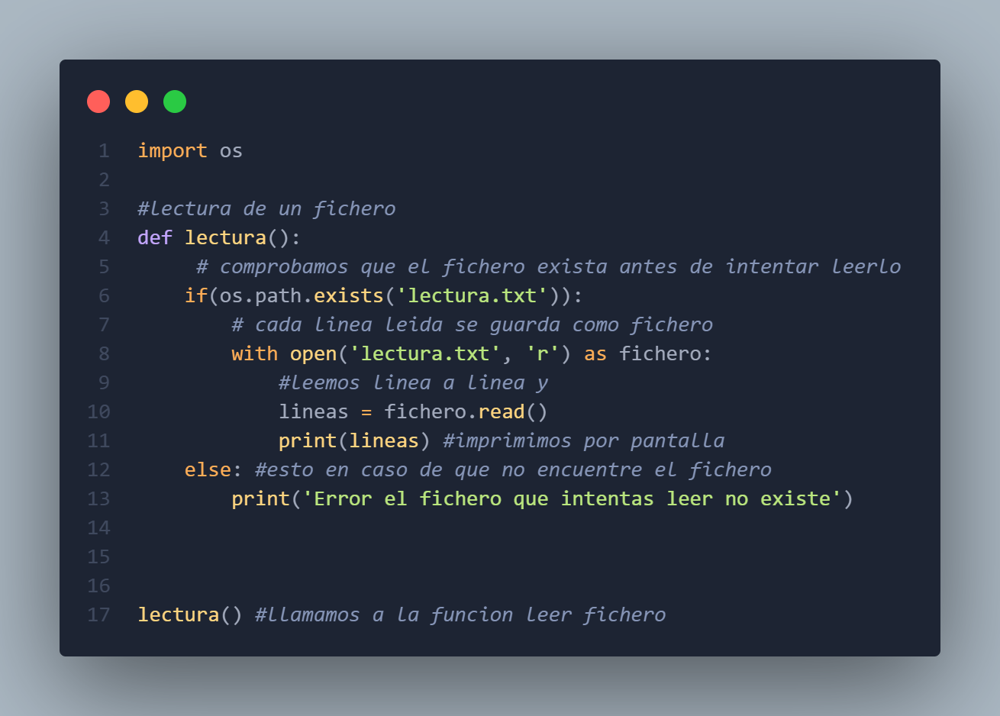 1 import os
2
3 #lectura de un fichero
4 def lectura():
5      # comprobamos que el fichero exista antes de intentar leerlo
6     if(os.path.exists('lectura.txt')):
7         # cada linea leida se guarda como fichero
8         with open('lectura.txt', 'r') as fichero:
9             #leemos linea a linea y
10             lineas = fichero.read()
11             print(lineas) #imprimimos por pantalla
12     else: #esto en caso de que no encuentre el fichero
13         print('Error el fichero que intentas leer no existe')
14
15
16
17 lectura() #llamamos a la funcion leer fichero